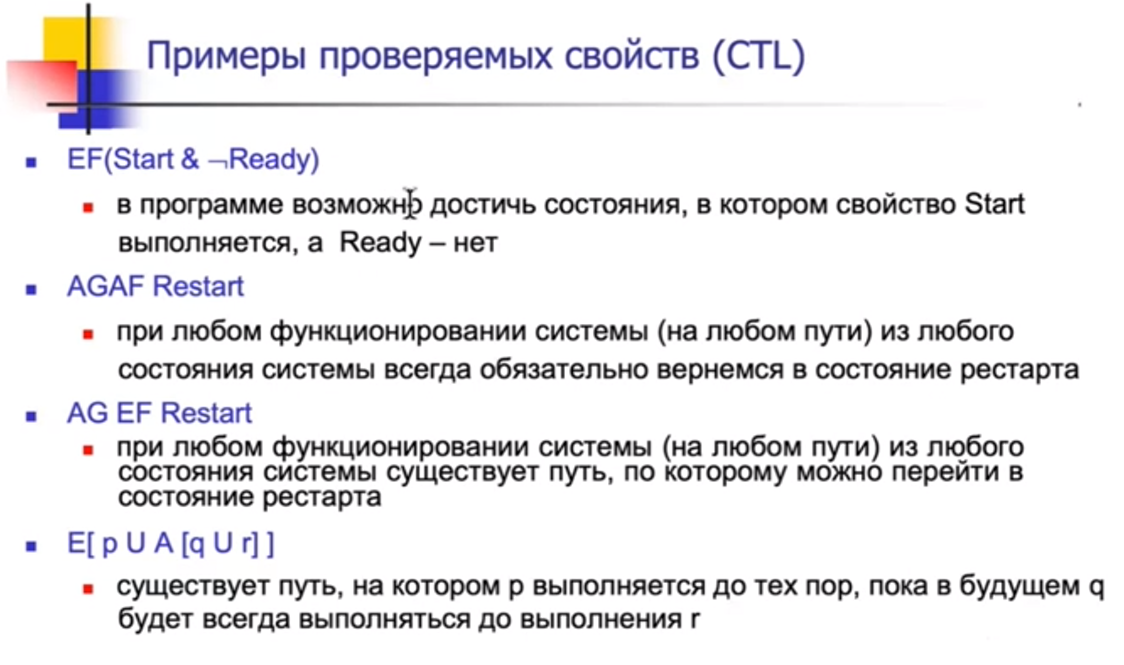 Примеры проверяемых свойств (CTL)
EF(Start & ¬Ready)
в программе возможно достичь состояния, в котором свойство Start
выполняется, а Ready – нет
AGAF Restart
при любом функционировании системы (на любом пути) из любого
состояния системы всегда обязательно вернемся в состояние рестарта
AG EF Restart
при любом функционировании системы (на любом пути) из любого
состояния системы существует путь, по которому можно перейти в
состояние рестарта
E[ p U A [q U r] ]
существует путь, на котором p выполняется до тех пор, пока в будущем q
будет всегда выполняться до выполнения r